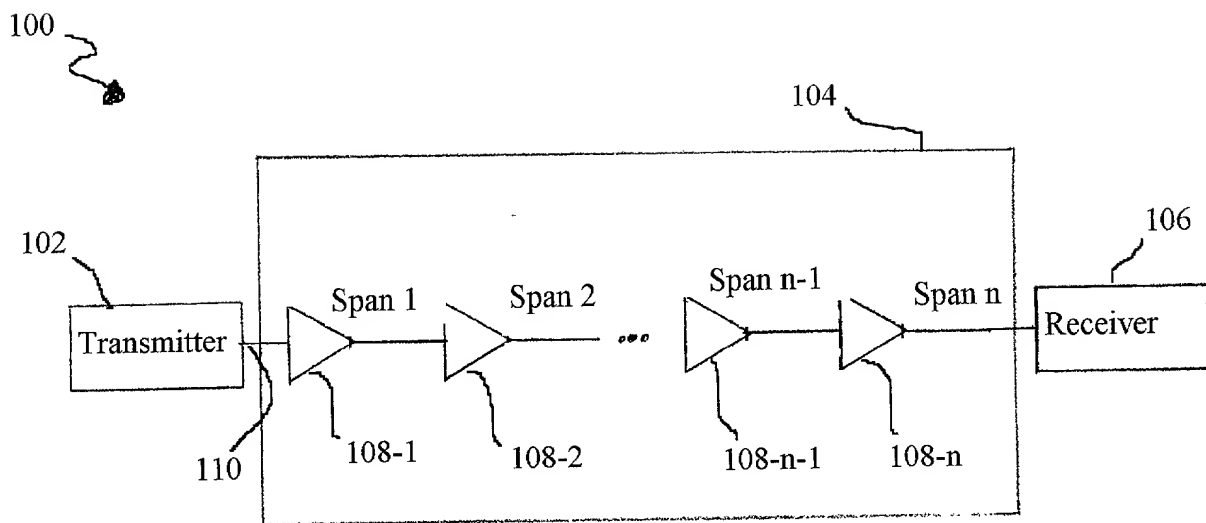 100
104
102
106
Span 1
Span 2
Span n-1
Span n
Transmitter
Receiver
110
108-1
108-2
108-n-1
108-n